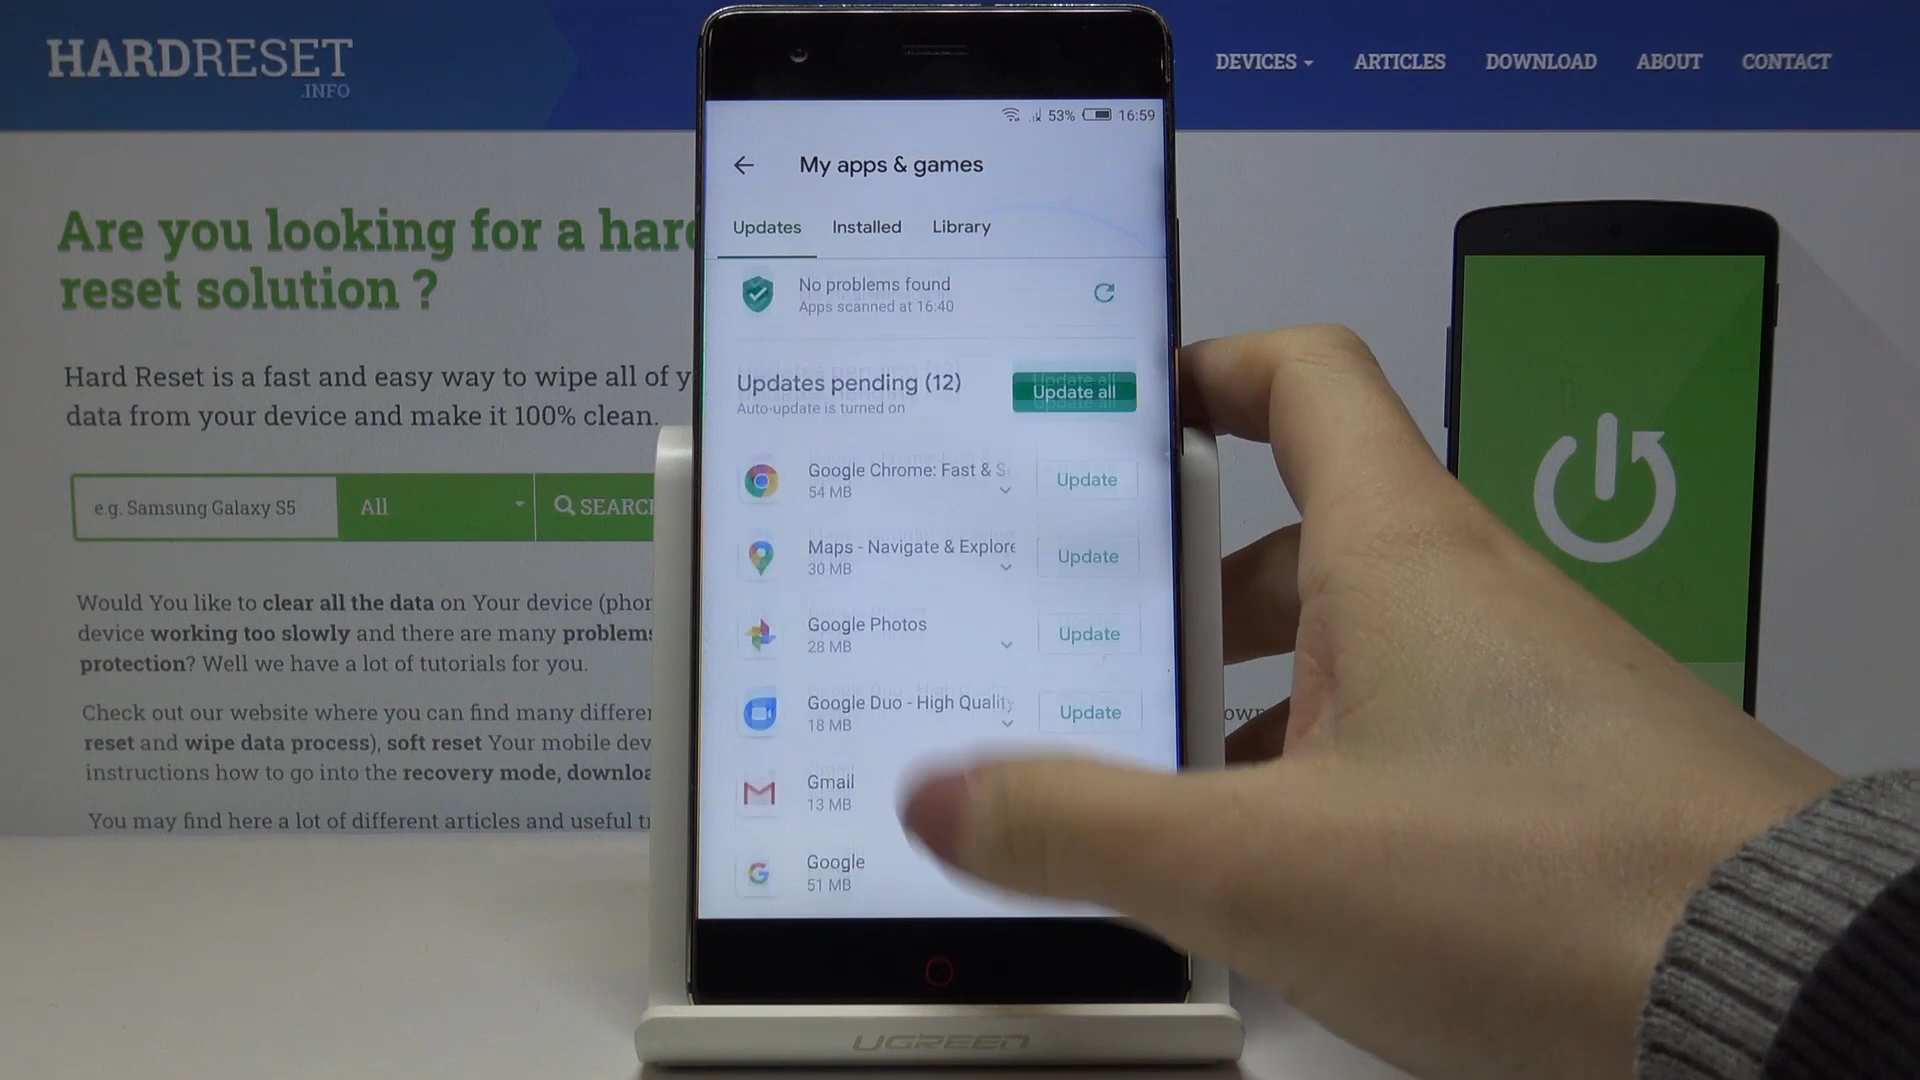 HARDRESET
.INFO
DEVICES
ARTICLES
DOWNLOAD
ABOUT
CONTACT
Are you looking for a hard
reset solution ?
Hard Reset is a fast and easy way to wipe all of y
data from your device and make it 100% clean.
e.g. Samsung Galaxy S5
All
SEARC
Would You like to clear all the data on Your device (phon
device working too slowly and there are many problems
protection? Well we have a lot of tutorials for you.
Check out our website where you can find many differen
reset and wipe data process), soft reset Your mobile dev
instructions how to go into the recovery mode, downloa
You may find here a lot of different articles and useful tr
53%
16:59
My apps & games
Updates
Installed
Library
No problems found
Apps scanned at 16:40
Updates pending (12)
Auto-update is turned on
Update all
Google Chrome: Fast & S
54 MB
Update
Maps - Navigate & Explore
30 MB
Update
Google Photos
28 MB
Update
Google Duo - High Quality
18 MB
Update
Gmail
13 MB
Google
51 MB
own
UGREEN